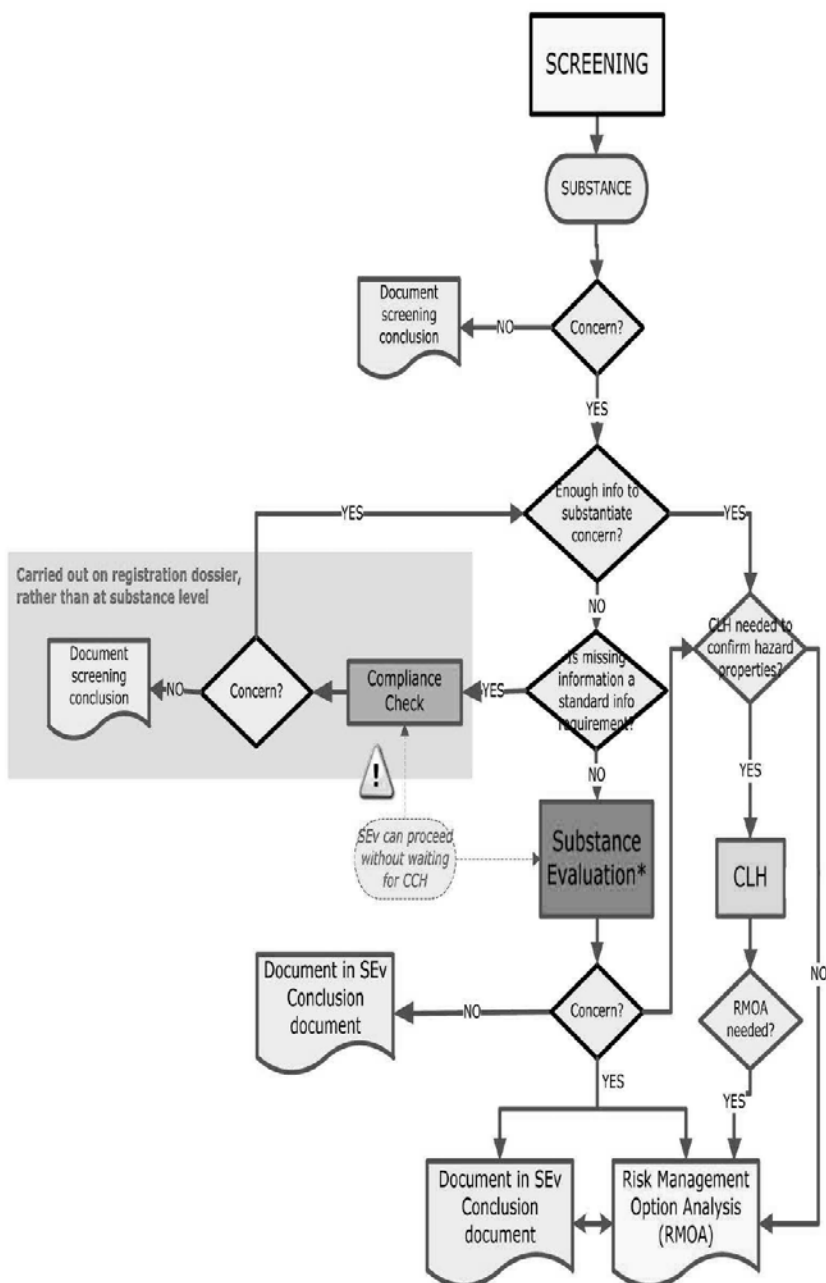 SCREENING
SUBSTANCE
Document
screening
conclusion
NO
Concern?
YES
Enough info to
substantiate
concern?
YES
YES
Carried out on registration dossier,
rather than at substance level
NO
CLH needed to
confirm hazard
properties?
Document
screening
conclusion
NO
Concern?
Compliance
Check
YES
Is missing
information a
standard info
requirement?
!
NO
YES
SEv can proceed
without waiting
for CCH
Substance
Evaluation*
CLH
NO
Document in SEv
Conclusion
document
NO
Concern?
RMOA
needed?
YES
YES
Document in SEv
Conclusion
document
Risk Management
Option Analysis
(RMOA)